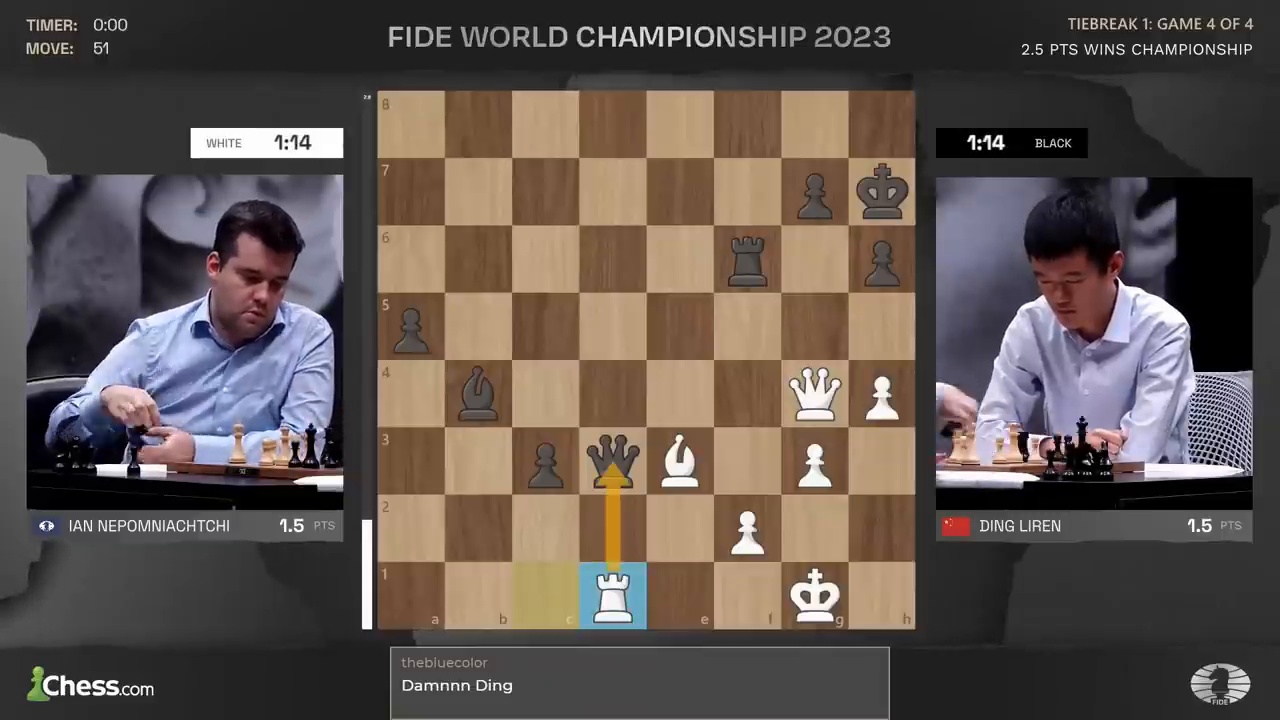 TIMER: 0:00
MOVE: 51
FIDE WORLD CHAMPIONSHIP 2023
TIEBREAK 1: GAME 4 OF 4
2.5 PTS WINS CHAMPIONSHIP
WHITE 1:14
1:14 BLACK
8
7
6
5
4
3
2
1
a b c d e f g h
IAN NEPOMNIACHTCHI 1.5 PTS
DING LIREN 1.5 PTS
thebluecolor
Damnnn Ding
Chess.com
FIDE